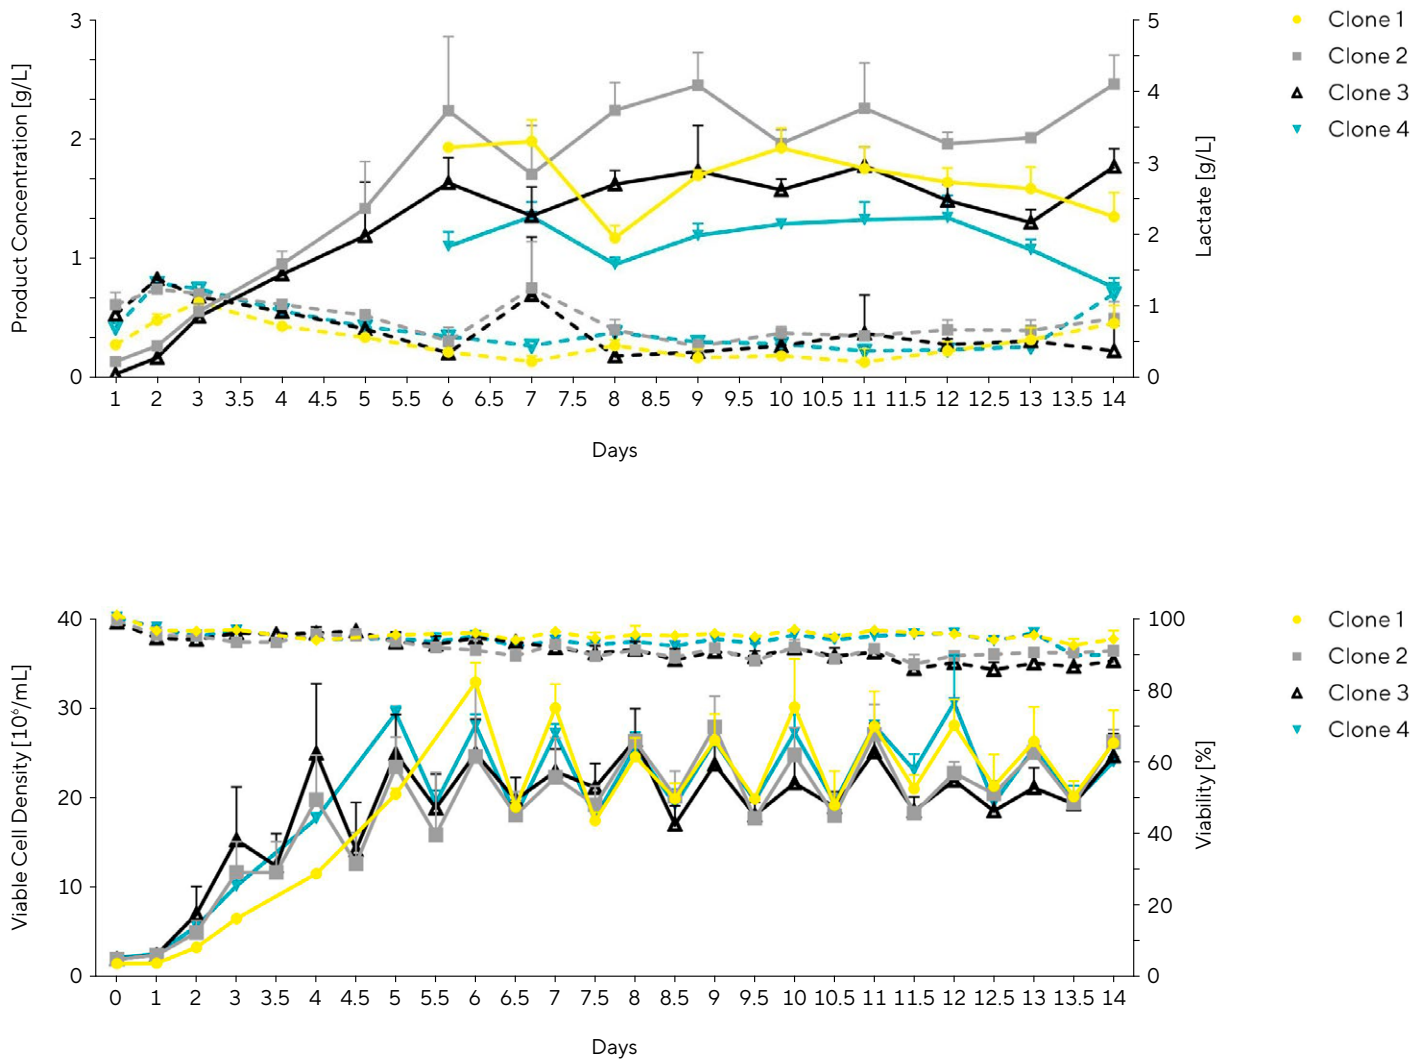 Product Concentration [g/L]
3
2
1
0
5
4
3
2
1
0
Lactate [g/L]
1 2 3 3.5 4 4.5 5 5.5 6 6.5 7 7.5 8 8.5 9 9.5 10 10.5 11 11.5 12 12.5 13 13.5 14
Days
Clone 1
Clone 2
Clone 3
Clone 4
Viable Cell Density [10⁶/mL]
40
30
20
10
0
100
80
60
40
20
0
Viability [%]
0 1 2 3 3.5 4 4.5 5 5.5 6 6.5 7 7.5 8 8.5 9 9.5 10 10.5 11 11.5 12 12.5 13 13.5 14
Days
Clone 1
Clone 2
Clone 3
Clone 4